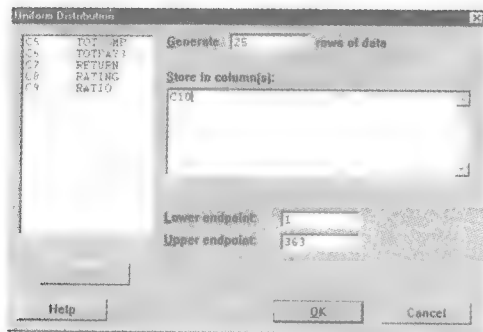 Uniform Distribution
Generate 25 rows of data
Store in column(s):
C10
C5 TOT
C7 RETURN
C8 RATING
C9 RATIO
Lower endpoint: 1
Upper endpoint: 363
Help
OK
Cancel